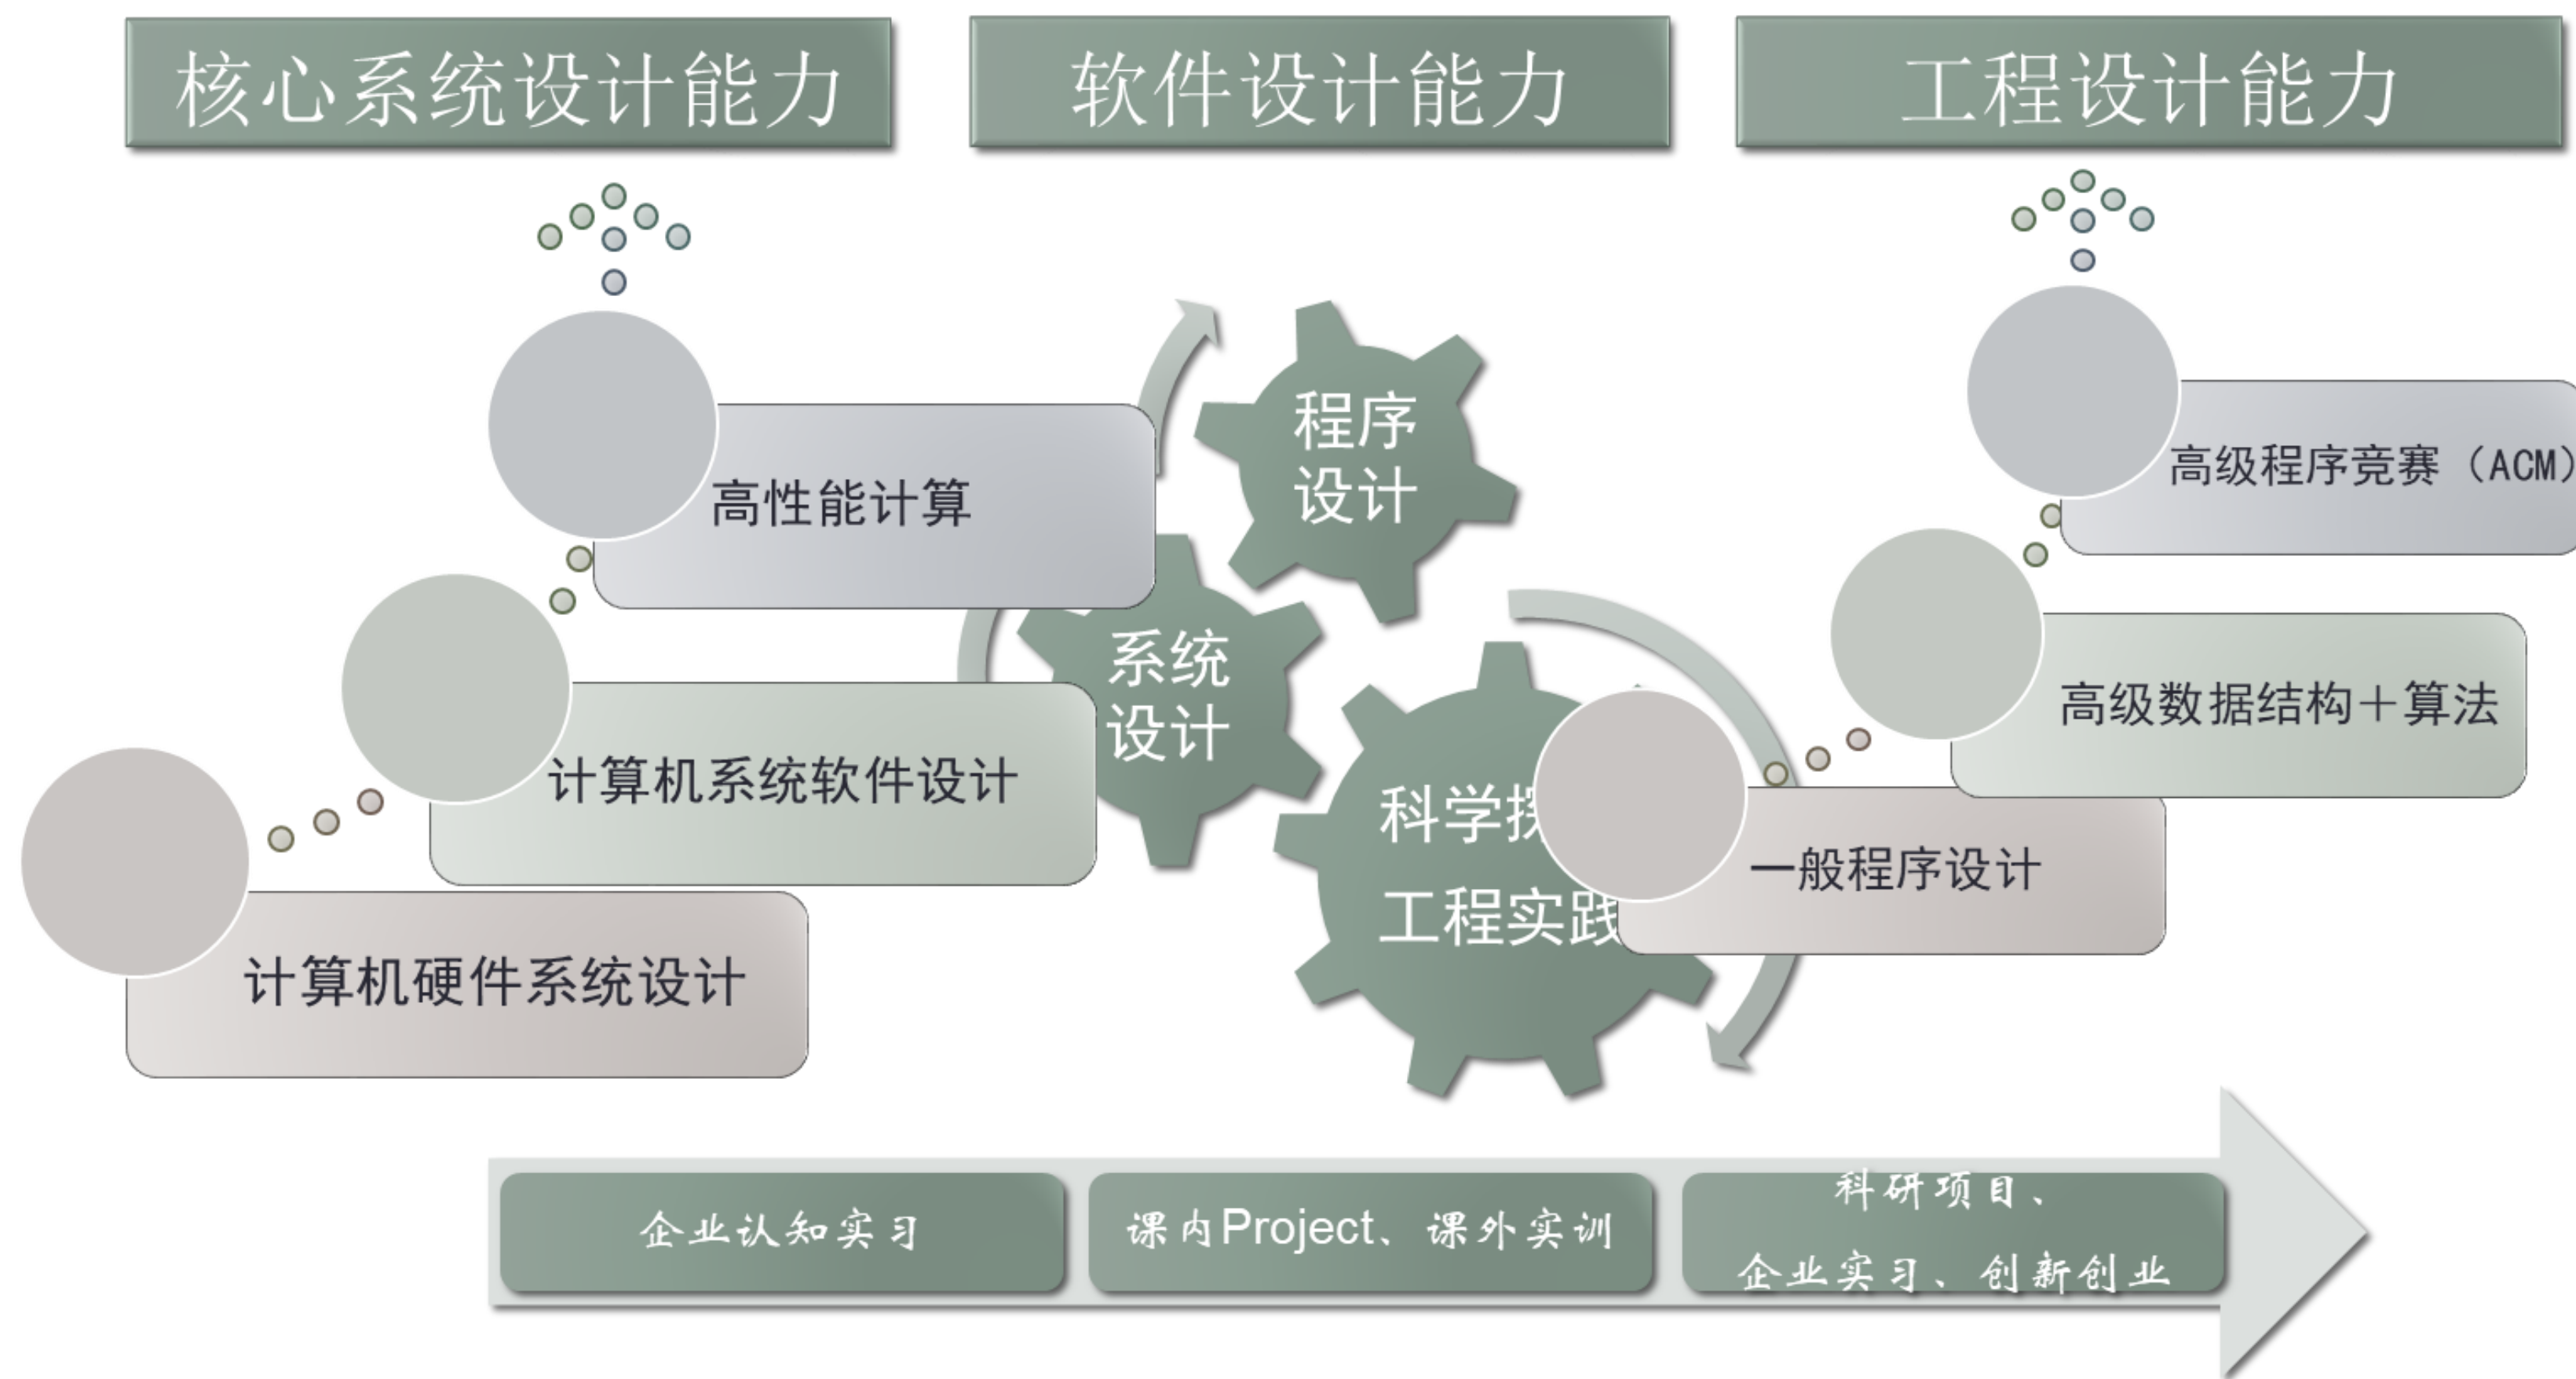 核心系统设计能力
软件设计能力
工程设计能力
高性能计算
计算机系统软件设计
计算机硬件系统设计
程序
设计
系统
设计
科学探
工程实践
高级程序竞赛（ACM）
高级数据结构＋算法
一般程序设计
企业认知实习
课内Project、课外实训
科研项目、
企业实习、创新创业